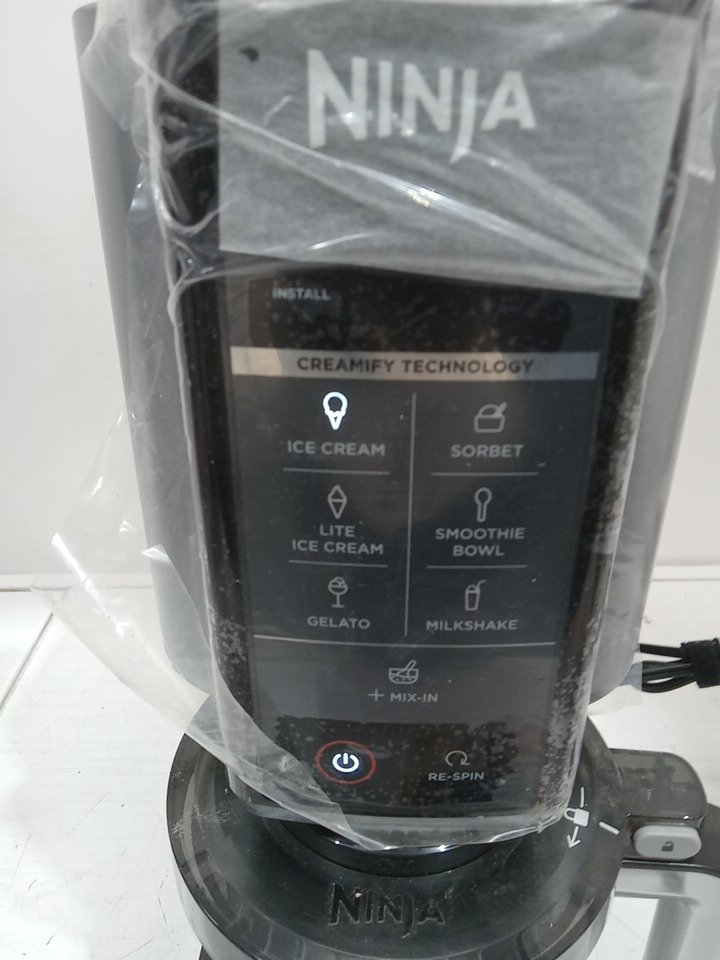 NINJA
INSTALL
CREAMIFY TECHNOLOGY
ICE CREAM
SORBET
LITE
ICE CREAM
SMOOTHIE
BOWL
GELATO
MILKSHAKE
+ MIX-IN
RE-SPIN
NINJA